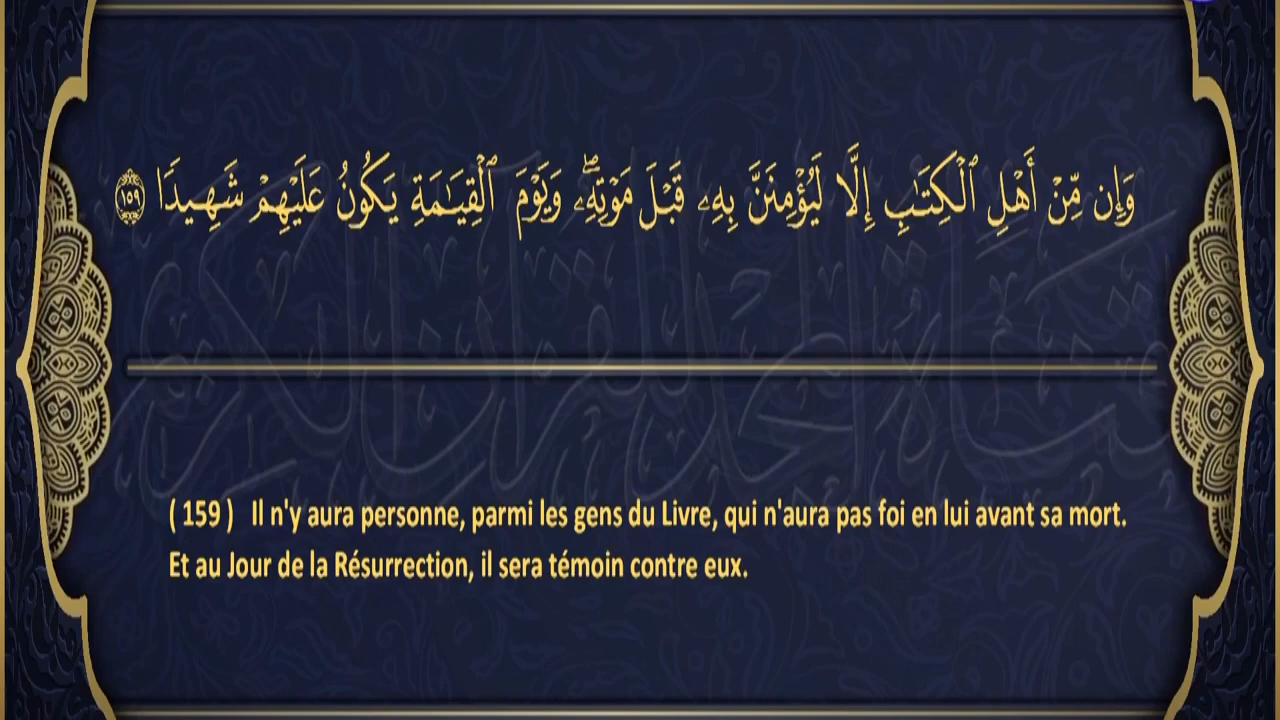 وَإِن مِّنْ أَهْلِ ٱلْكِتَٰبِ إِلَّا لَيُؤْمِنَنَّ بِهِۦ قَبْلَ مَوْتِهِۦۖ وَيَوْمَ ٱلْقِيَٰمَةِ يَكُونُ عَلَيْهِمْ شَهِيدًا ١٥٩
( 159 ) Il n'y aura personne, parmi les gens du Livre, qui n'aura pas foi en lui avant sa mort.
Et au Jour de la Résurrection, il sera témoin contre eux.